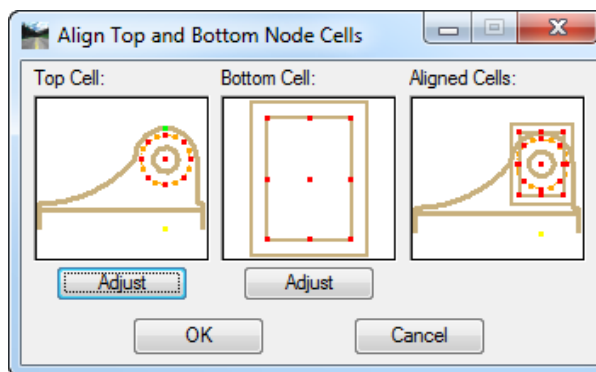 Align Top and Bottom Node Cells
Top Cell:
Bottom Cell:
Aligned Cells:
Adjust
Adjust
OK
Cancel